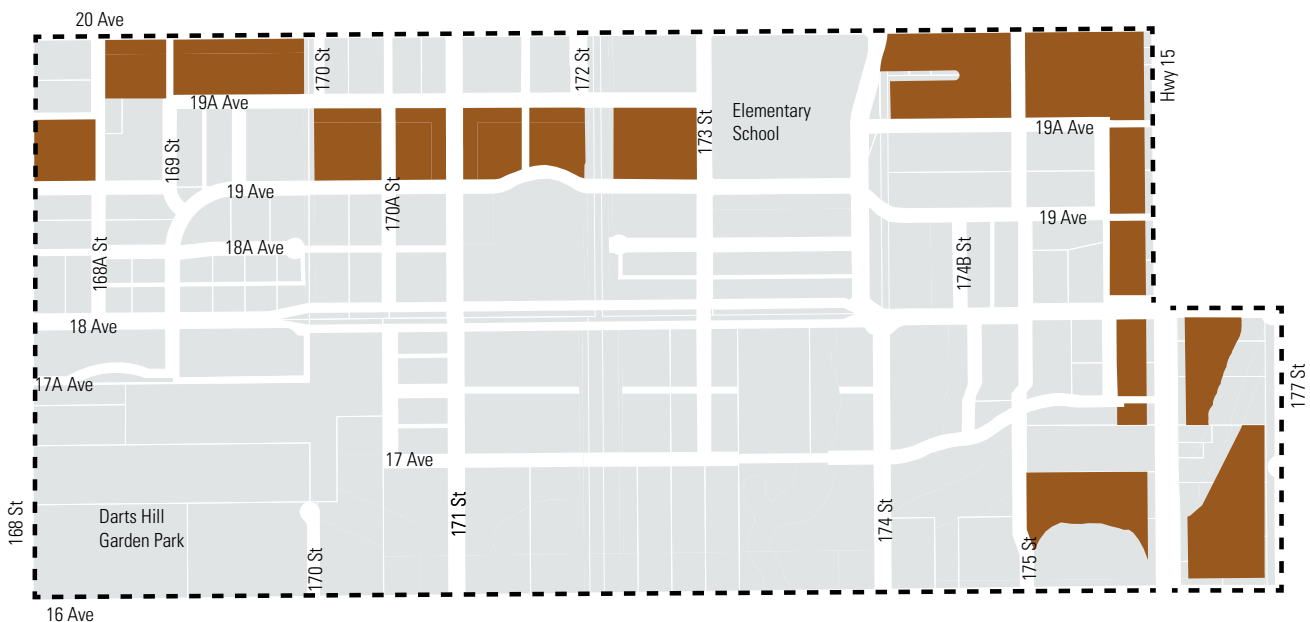 20 Ave
170 St
172 St
Hwy 15
19A Ave
Elementary
School
173 St
19A Ave
169 St
19 Ave
170A St
19 Ave
18A Ave
168A St
174B St
18 Ave
17A Ave
177 St
17 Ave
168 St
Darts Hill
Garden Park
171 St
174 St
170 St
175 St
16 Ave